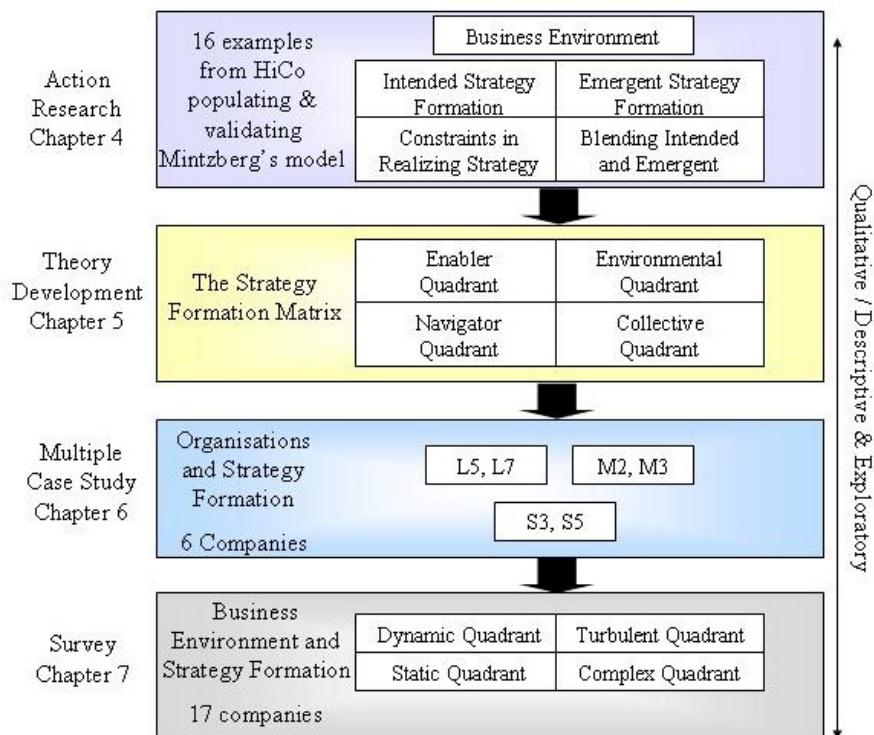 Action
Research
Chapter 4
16 examples
from HiCo
populating &
validating
Mintzberg's model
Business Environment
Intended Strategy
Formation
Emergent Strategy
Formation
Constraints in
Realizing Strategy
Blending Intended
and Emergent
Theory
Development
Chapter 5
The Strategy
Formation Matrix
Enabler
Quadrant
Environmental
Quadrant
Navigator
Quadrant
Collective
Quadrant
Multiple
Case Study
Chapter 6
Organisations
and Strategy
Formation
6 Companies
L5, L7
M2, M3
S3, S5
Survey
Chapter 7
Business
Environment and
Strategy Formation
17 companies
Dynamic Quadrant
Turbulent Quadrant
Static Quadrant
Complex Quadrant
Qualitative / Descriptive & Exploratory